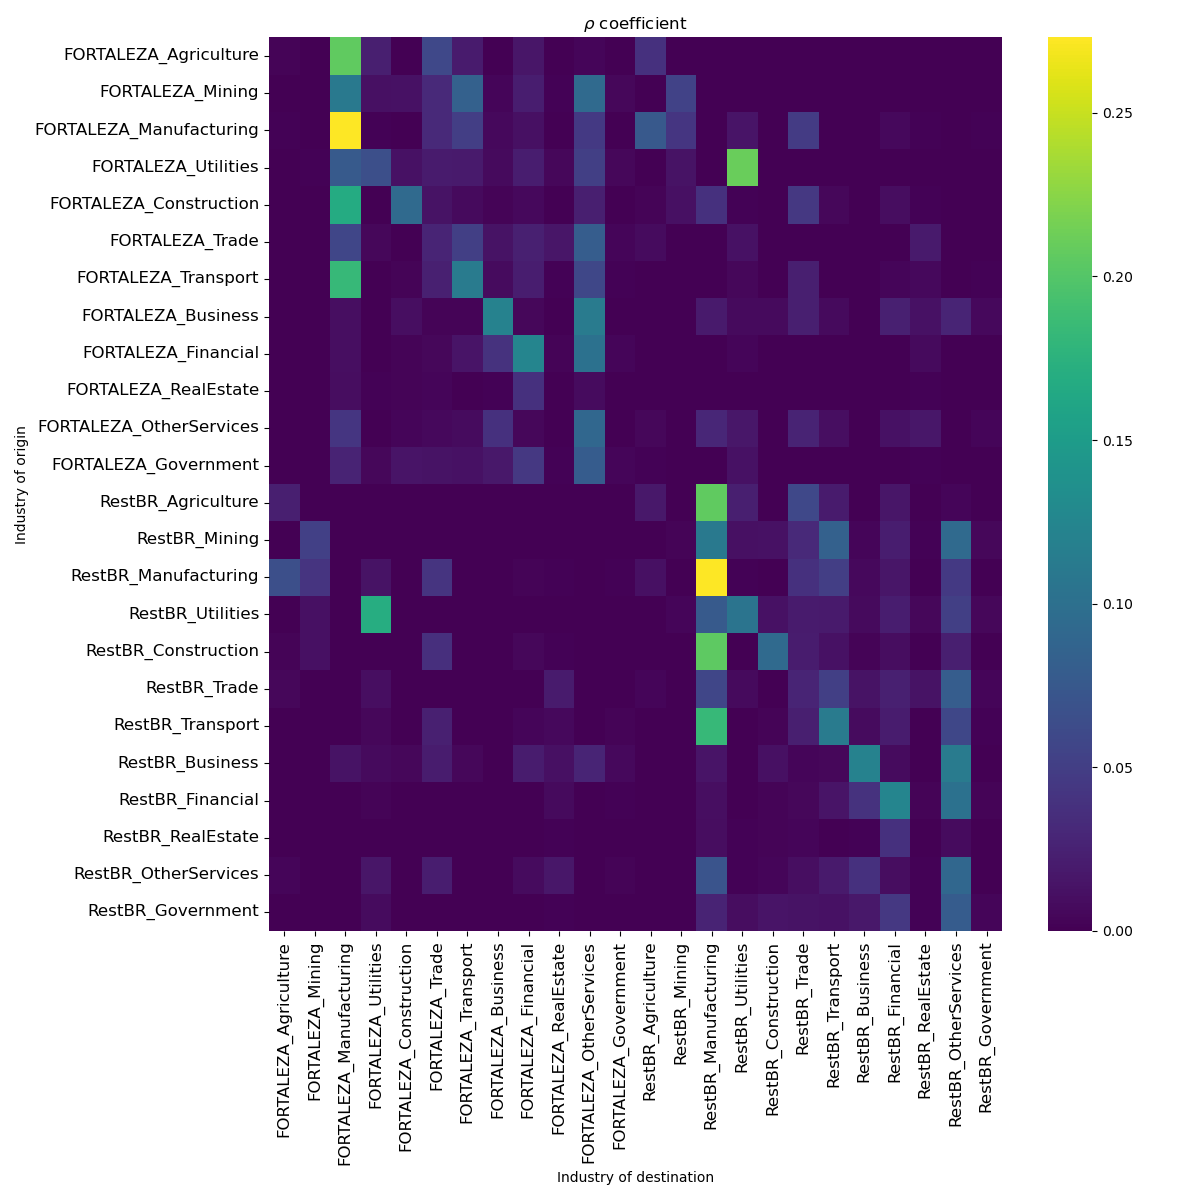 ρ coefficient
Industry of origin
FORTALEZA_Agriculture
FORTALEZA_Mining
FORTALEZA_Manufacturing
FORTALEZA_Utilities
FORTALEZA_Construction
FORTALEZA_Trade
FORTALEZA_Transport
FORTALEZA_Business
FORTALEZA_Financial
FORTALEZA_RealEstate
FORTALEZA_OtherServices
FORTALEZA_Government
RestBR_Agriculture
RestBR_Mining
RestBR_Manufacturing
RestBR_Utilities
RestBR_Construction
RestBR_Trade
RestBR_Transport
RestBR_Business
RestBR_Financial
RestBR_RealEstate
RestBR_OtherServices
RestBR_Government
0.25
0.20
0.15
0.10
0.05
0.00
FORTALEZA_Agriculture
FORTALEZA_Mining
FORTALEZA_Manufacturing
FORTALEZA_Utilities
FORTALEZA_Construction
FORTALEZA_Trade
FORTALEZA_Transport
FORTALEZA_Business
FORTALEZA_Financial
FORTALEZA_RealEstate
FORTALEZA_OtherServices
FORTALEZA_Government
RestBR_Agriculture
RestBR_Mining
RestBR_Manufacturing
RestBR_Utilities
RestBR_Construction
RestBR_Trade
RestBR_Transport
RestBR_Business
RestBR_Financial
RestBR_RealEstate
RestBR_OtherServices
RestBR_Government
Industry of destination